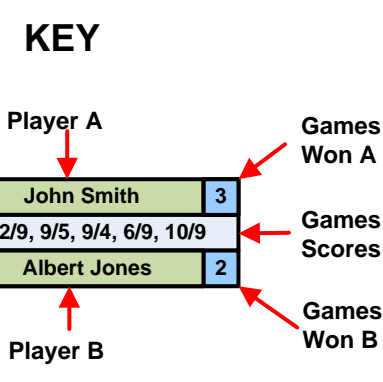 KEY
Player A
Games
Won A
John Smith 3
2/9, 9/5, 9/4, 6/9, 10/9
Games
Scores
Albert Jones 2
Games
Won B
Player B